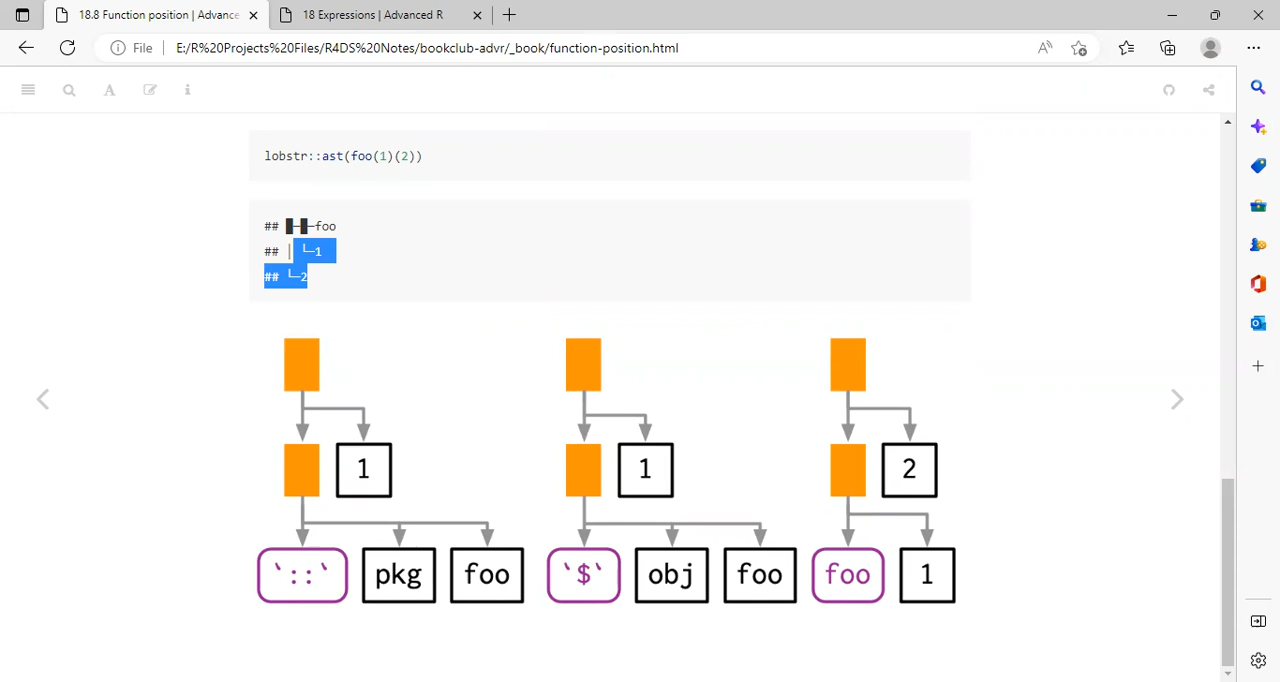 18.8 Function position | Advance
18 Expressions | Advanced R
File
E:/R%20Projects%20Files/R4DS%20Notes/bookclub-advr/_book/function-position.html
lobstr::ast(foo(1)(2))
## █─█─foo
## │ └─1
## └─2
1
1
2
`::`
pkg
foo
`$`
obj
foo
foo
1